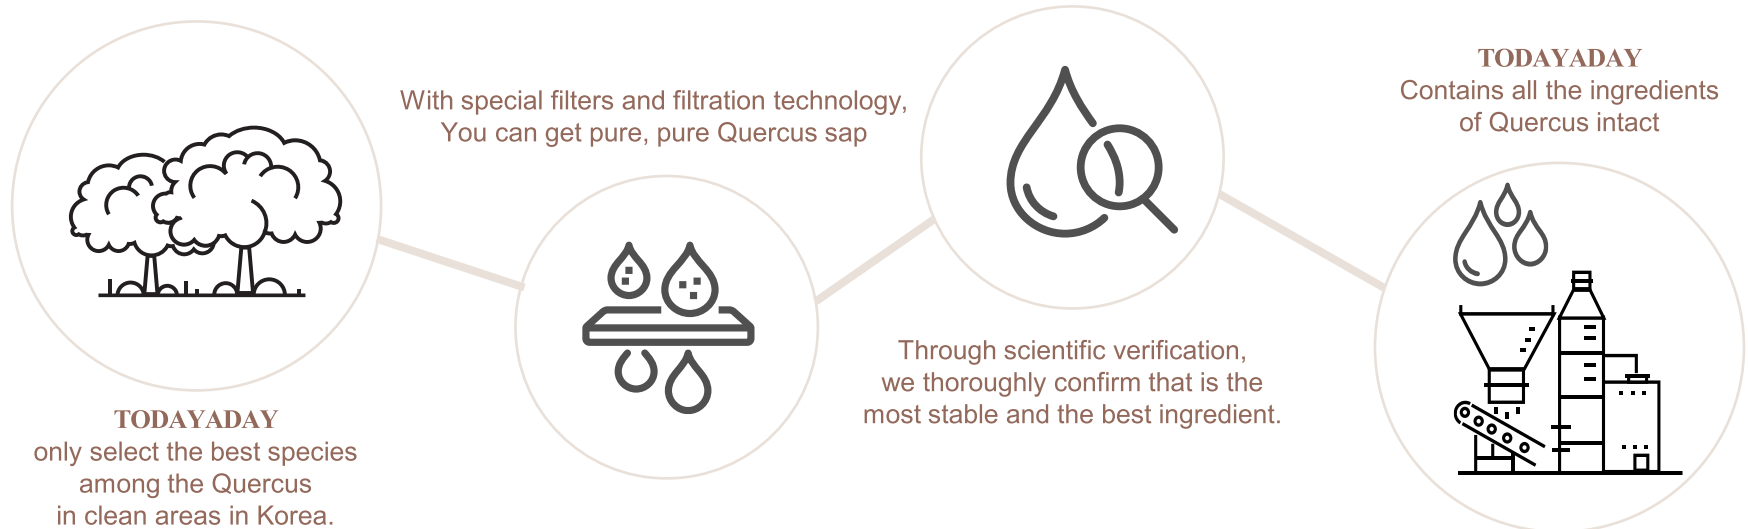 TODAYADAY
only select the best species
among the Quercus
in clean areas in Korea.
With special filters and filtration technology,
You can get pure, pure Quercus sap
Through scientific verification,
we thoroughly confirm that is the
most stable and the best ingredient.
TODAYADAY
Contains all the ingredients
of Quercus intact